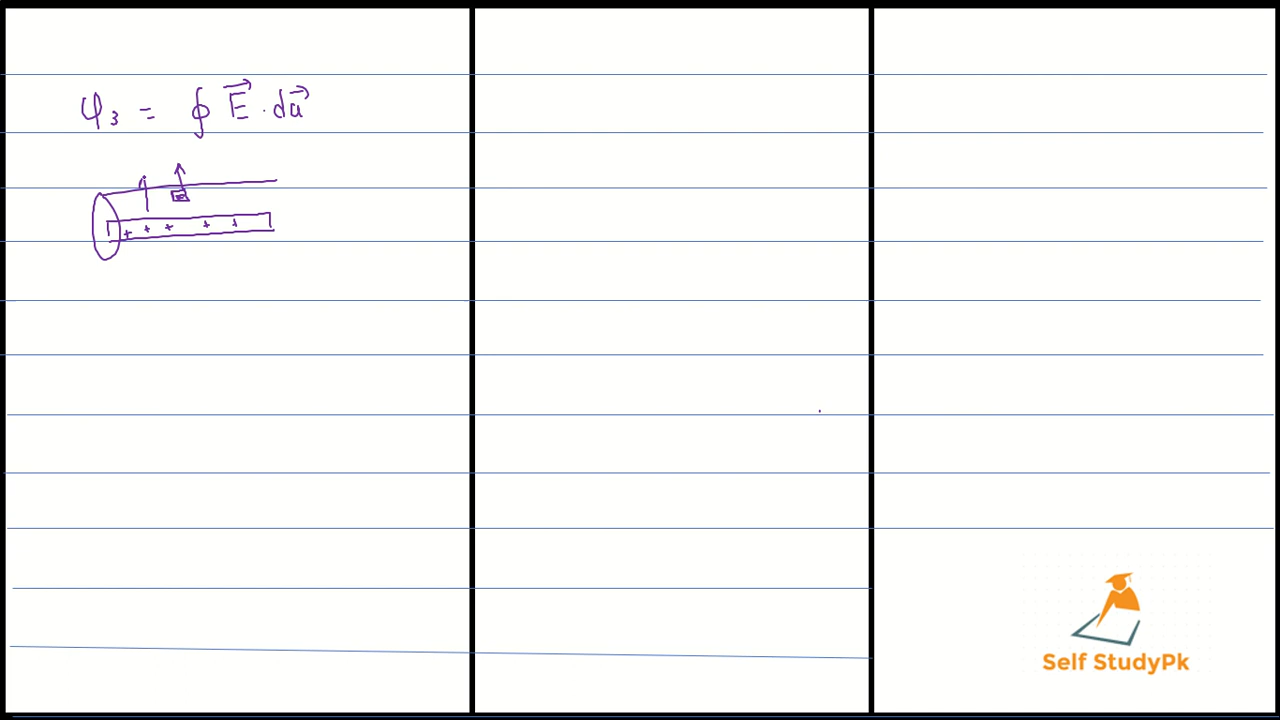 φ₃ = ∮ E⃗ · da⃗
+ + + + +
Self StudyPk